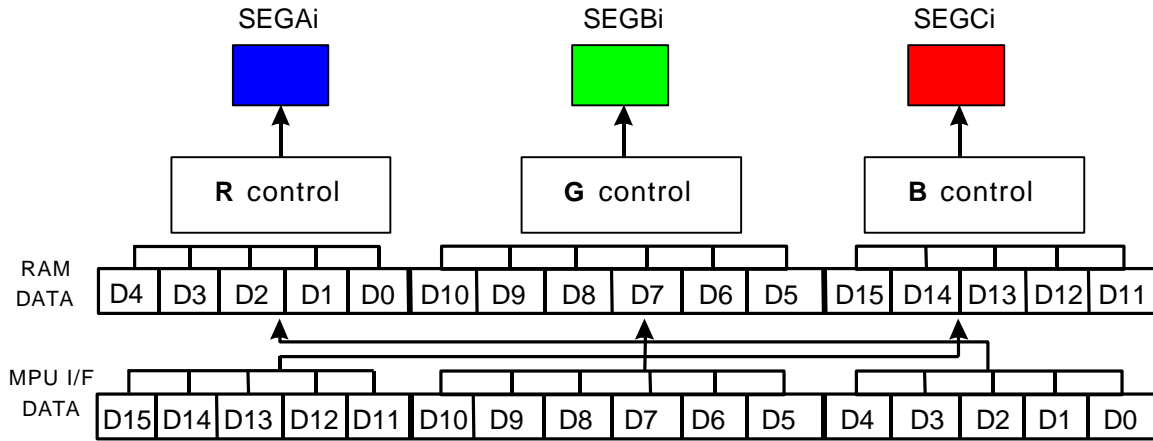 SEGAi SEGBi SEGCi
R control G control B control
RAM DATA
D4 D3 D2 D1 D0 D10 D9 D8 D7 D6 D5 D15 D14 D13 D12 D11
MPU I/F DATA
D15 D14 D13 D12 D11 D10 D9 D8 D7 D6 D5 D4 D3 D2 D1 D0